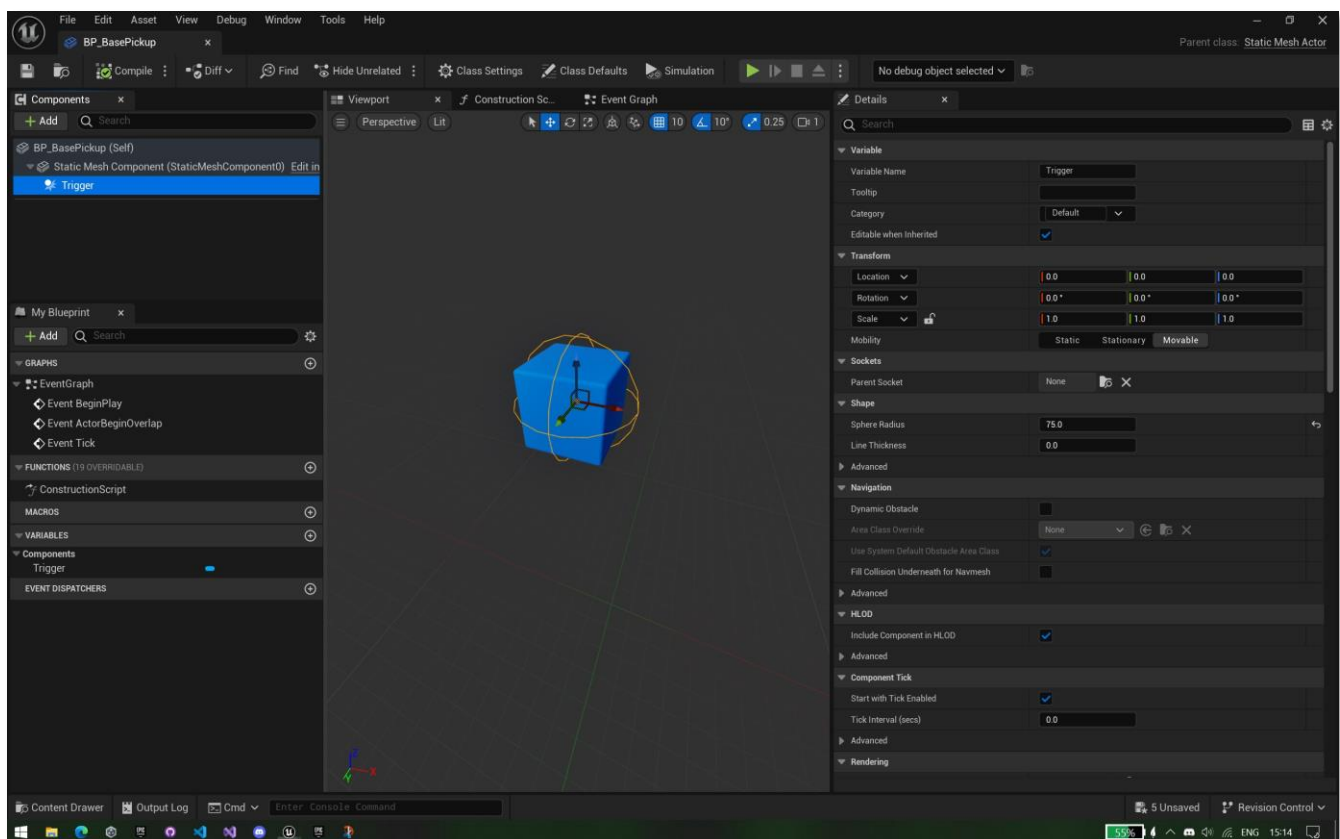 File Edit Asset View Debug Window Tools Help
BP_BasePickup
Parent class: Static Mesh Actor
Compile Diff Find Hide Unrelated Class Settings Class Defaults Simulation No debug object selected
Components
Add Search
BP_BasePickup (Self)
Static Mesh Component (StaticMeshComponent0) Edit in
Trigger
My Blueprint
Add Search
GRAPHS
EventGraph
Event BeginPlay
Event ActorBeginOverlap
Event Tick
FUNCTIONS (19 OVERRIDABLE)
ConstructionScript
MACROS
VARIABLES
Components
Trigger
EVENT DISPATCHERS
Viewport Construction Sc... Event Graph
Perspective Lit 10 10° 0.25 1
Z
X
Y
Details
Search
Variable
Variable Name Trigger
Tooltip
Category Default
Editable when Inherited
Transform
Location 0.0 0.0 0.0
Rotation 0.0° 0.0° 0.0°
Scale 1.0 1.0 1.0
Mobility Static Stationary Movable
Sockets
Parent Socket None
Shape
Sphere Radius 75.0
Line Thickness 0.0
Advanced
Navigation
Dynamic Obstacle
Area Class Override None
Use System Default Obstacle Area Class
Fill Collision Underneath for Navmesh
Advanced
HLOD
Include Component in HLOD
Advanced
Component Tick
Start with Tick Enabled
Tick Interval (secs) 0.0
Advanced
Rendering
Content Drawer Output Log Cmd Enter Console Command 5 Unsaved Revision Control
55% ENG 15:14